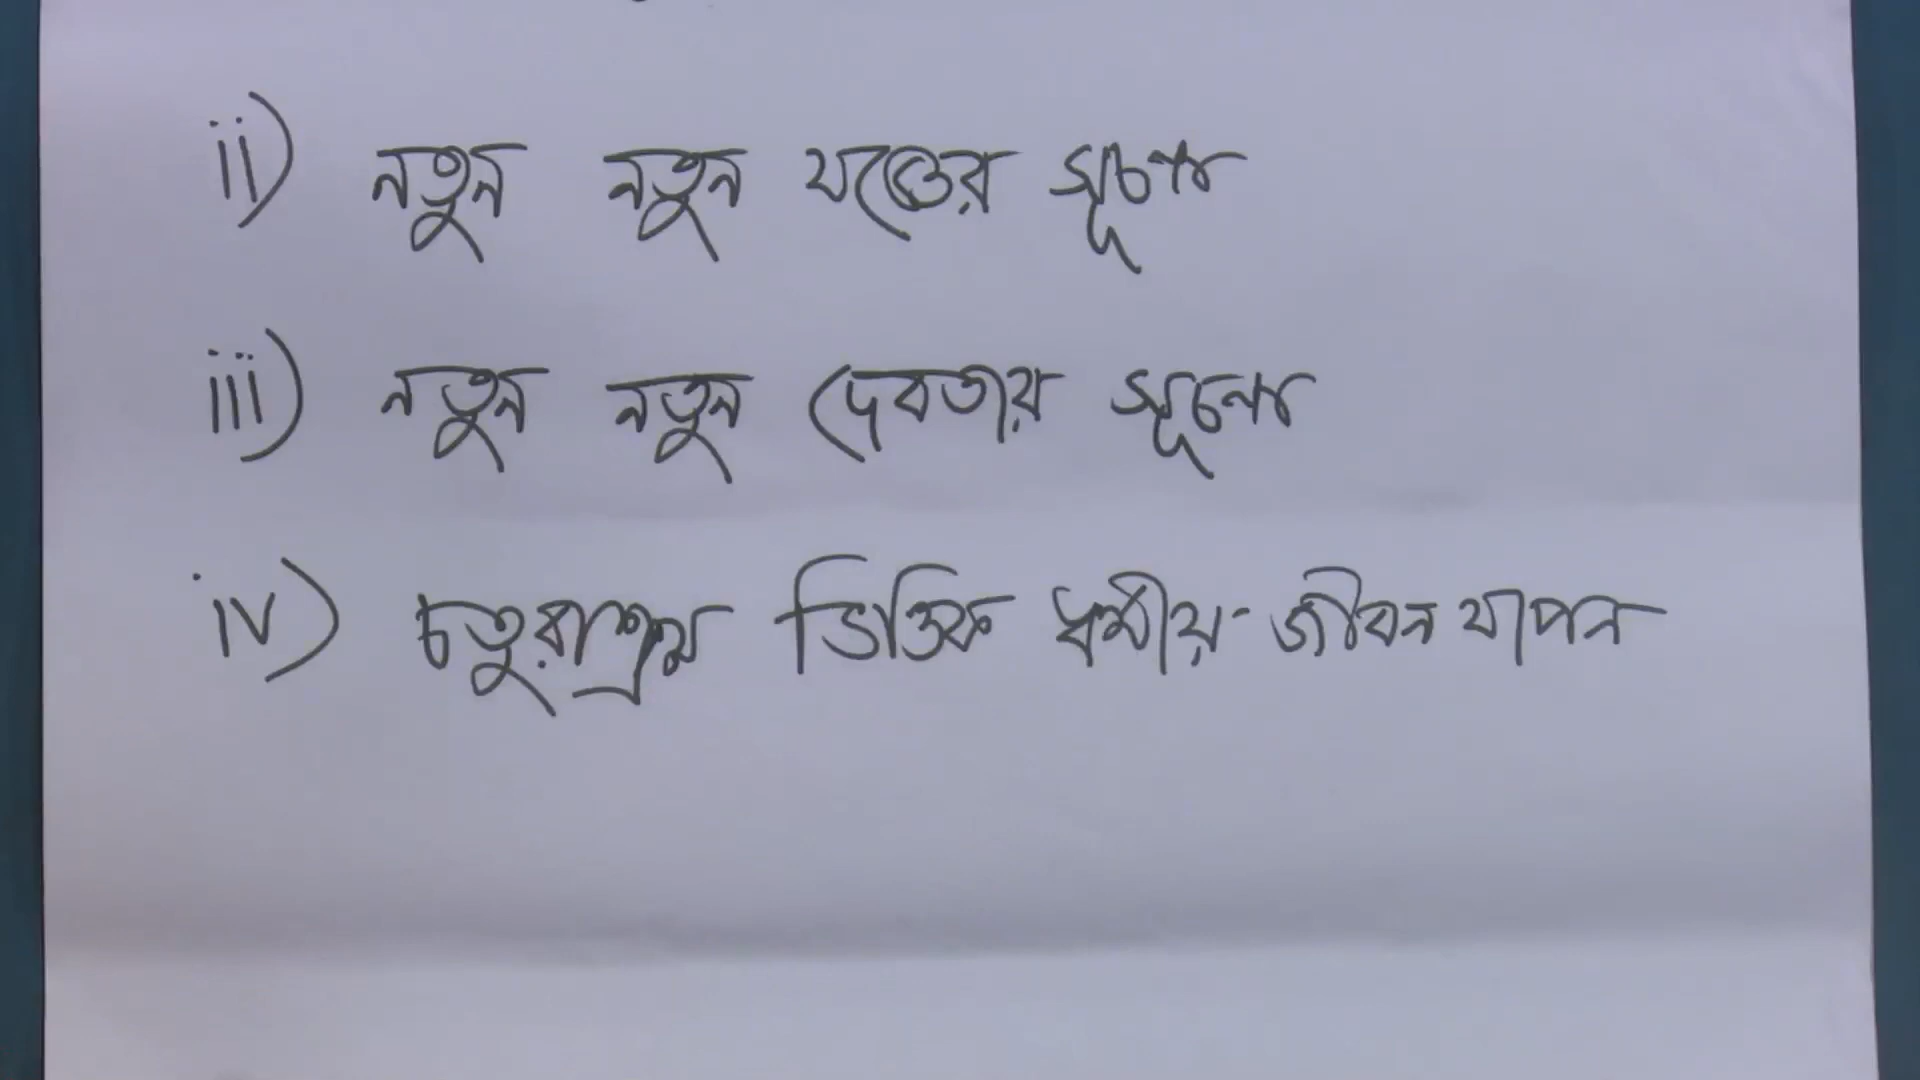 ii) নতুন নতুন যজ্ঞের সূচনা
iii) নতুন নতুন দেবতার সূচনা
iv) চতুরাশ্রম ভিত্তিক ধর্মীয় জীবন যাপন